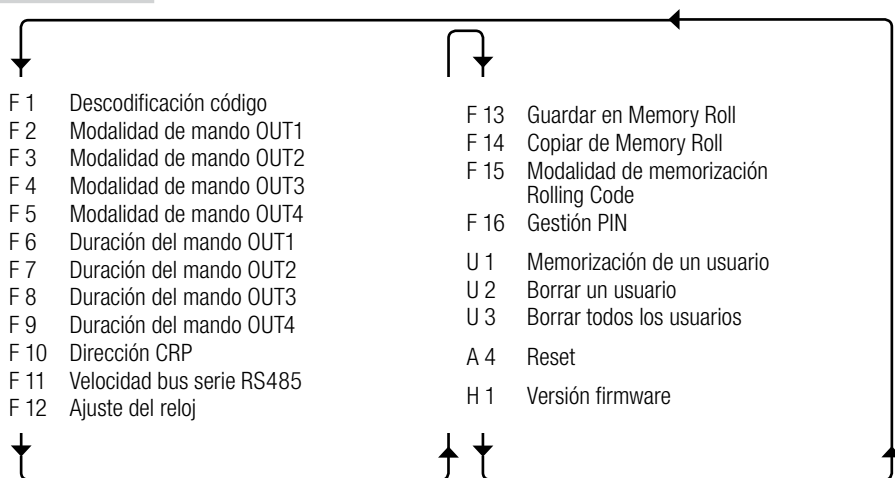 F 1 Descodificación código
F 2 Modalidad de mando OUT1
F 3 Modalidad de mando OUT2
F 4 Modalidad de mando OUT3
F 5 Modalidad de mando OUT4
F 6 Duración del mando OUT1
F 7 Duración del mando OUT2
F 8 Duración del mando OUT3
F 9 Duración del mando OUT4
F 10 Dirección CRP
F 11 Velocidad bus serie RS485
F 12 Ajuste del reloj
F 13 Guardar en Memory Roll
F 14 Copiar de Memory Roll
F 15 Modalidad de memorización
Rolling Code
F 16 Gestión PIN
U 1 Memorización de un usuario
U 2 Borrar un usuario
U 3 Borrar todos los usuarios
A 4 Reset
H 1 Versión firmware